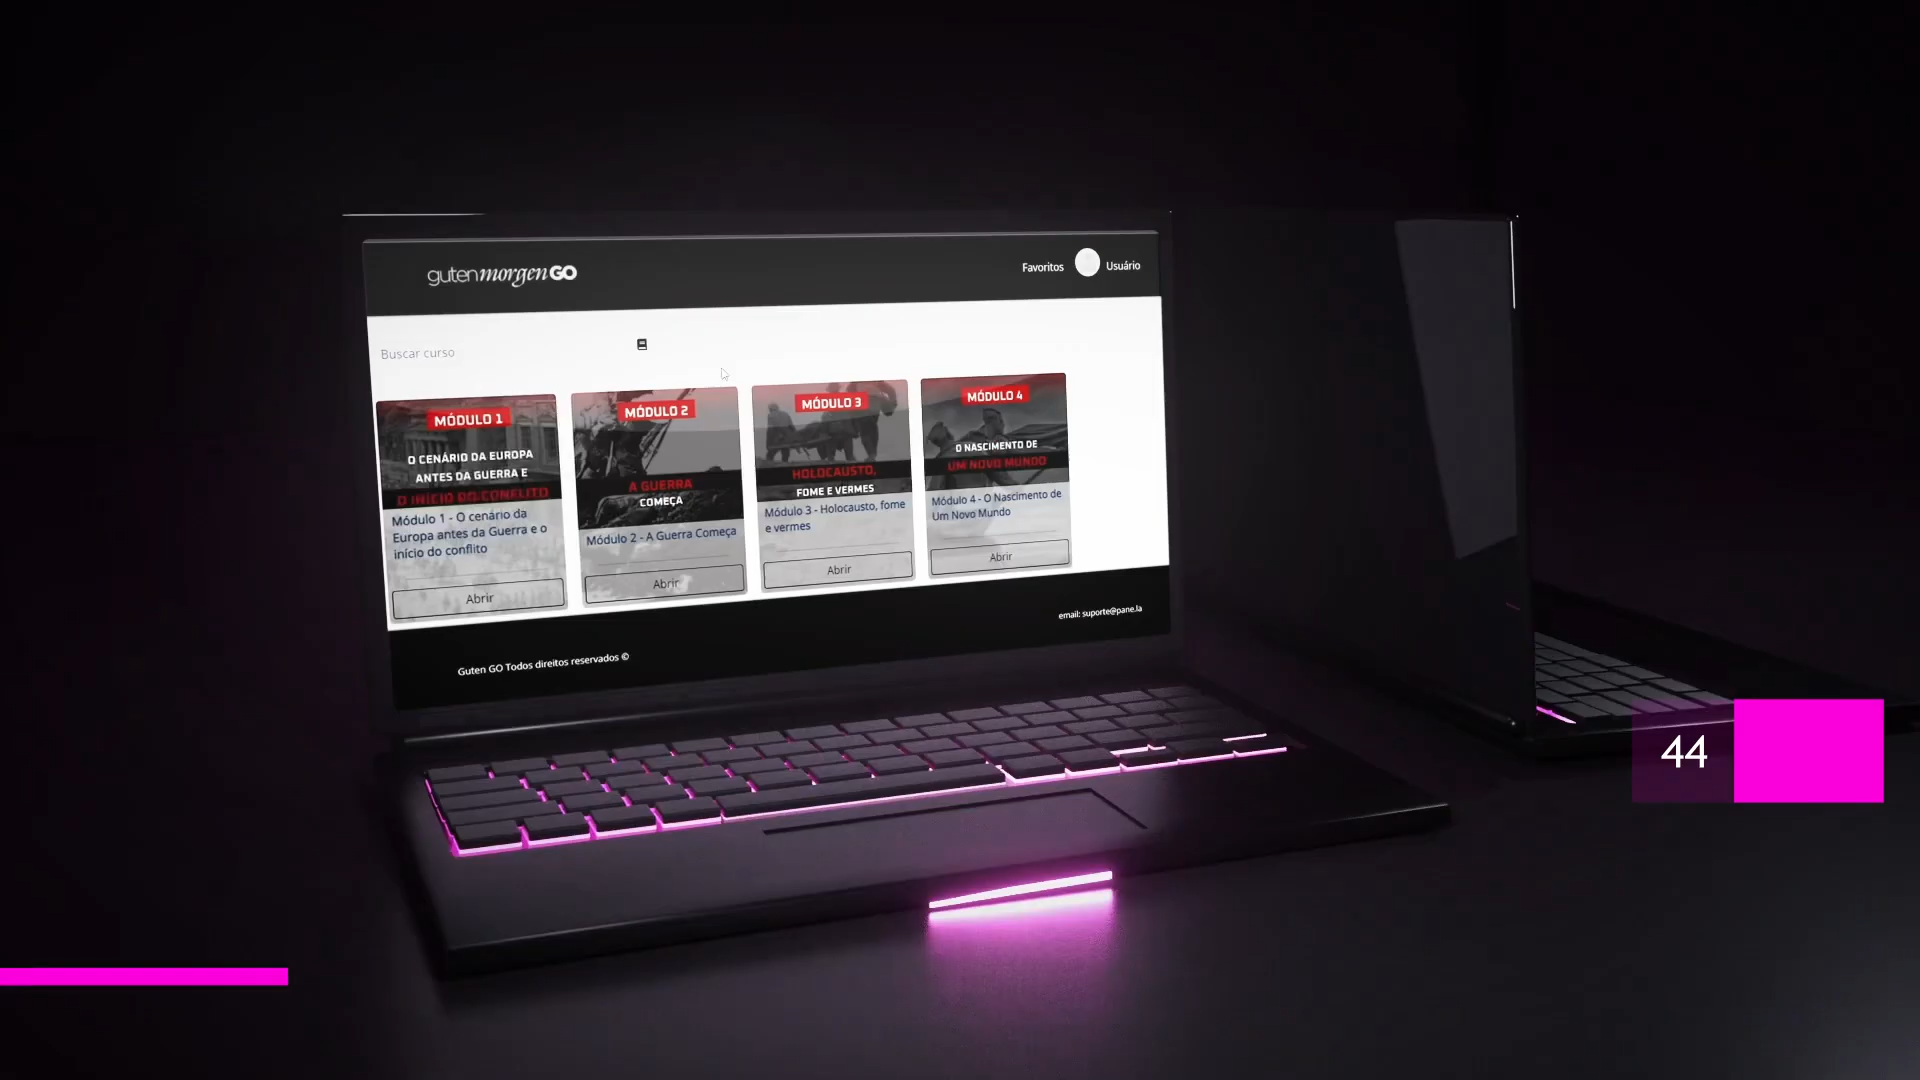 gutenmorgenGO
Favoritos
Usuário
Buscar curso
MÓDULO 1
O CENÁRIO DA EUROPA
ANTES DA GUERRA E
O INÍCIO DO CONFLITO
Módulo 1 - O cenário da
Europa antes da Guerra e o
início do conflito
Abrir
MÓDULO 2
A GUERRA
COMEÇA
Módulo 2 - A Guerra Começa
Abrir
MÓDULO 3
HOLOCAUSTO,
FOME E VERMES
Módulo 3 - Holocausto, fome
e vermes
Abrir
MÓDULO 4
O NASCIMENTO DE
UM NOVO MUNDO
Módulo 4 - O Nascimento de
Um Novo Mundo
Abrir
Guten GO Todos direitos reservados ©
email: suporte@pane.la
44